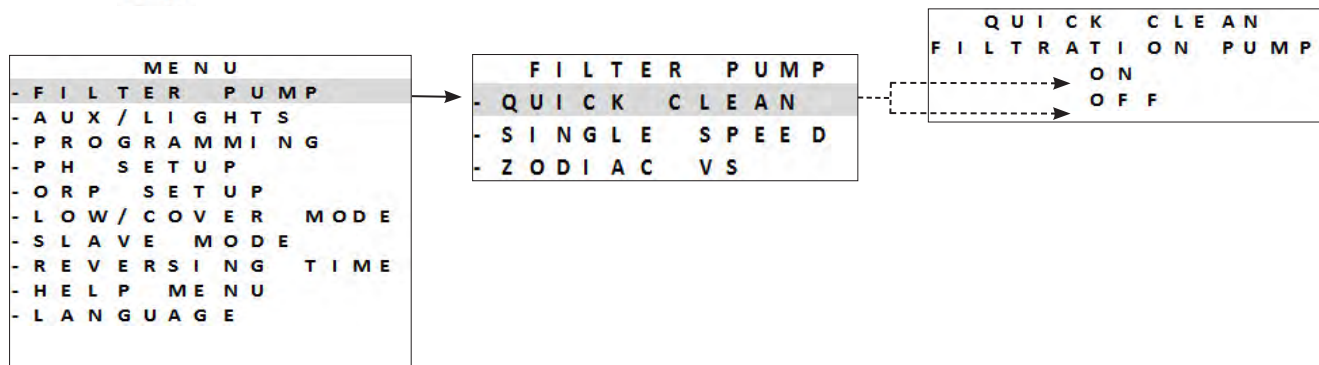 MENU
-FILTER PUMP
-AUX/LIGHTS
-PROGRAMMING
-PH SETUP
-ORP SETUP
-LOW/COVER MODE
-SLAVE MODE
-REVERSING TIME
-HELP MENU
-LANGUAGE
FILTER PUMP
- QUICK CLEAN
- SINGLE SPEED
- ZODIAC VS
QUICK CLEAN
FILTRATION PUMP
ON
OFF